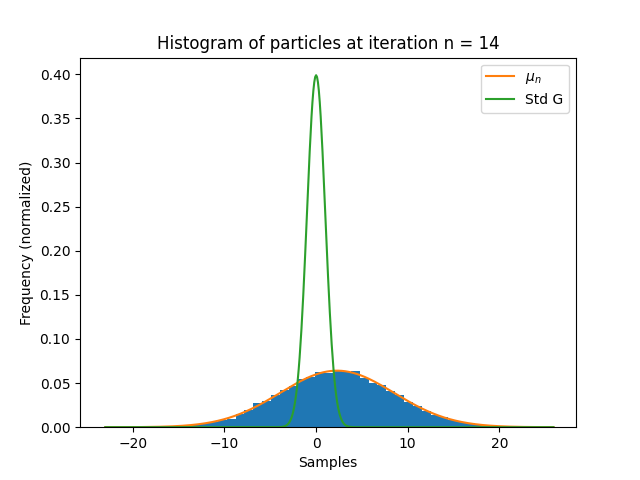 Histogram of particles at iteration n = 14
μₙ
Std G
Frequency (normalized)
0.40
0.35
0.30
0.25
0.20
0.15
0.10
0.05
0.00
−20 −10 0 10 20
Samples